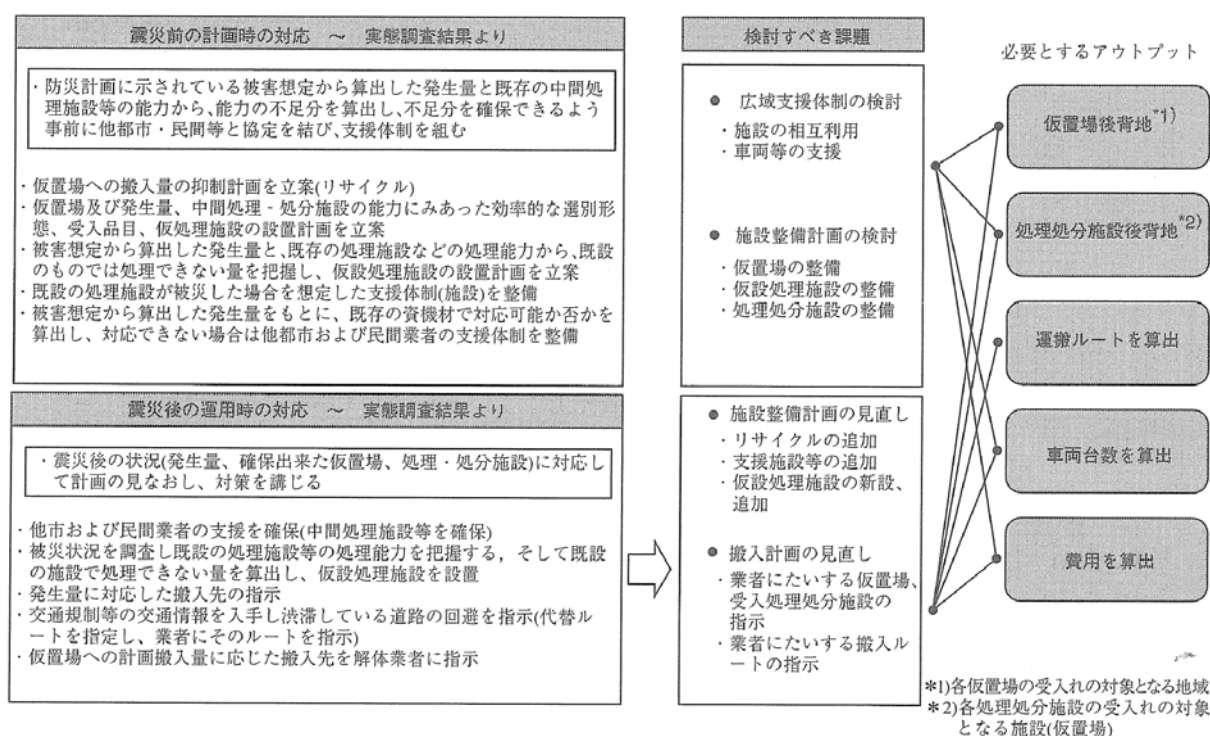 震災前の計画時の対応 ～ 実態調査結果より
・防災計画に示されている被害想定から算出した発生量と既存の中間処
理施設等の能力から、能力の不足分を算出し、不足分を確保できるよう
事前に他都市・民間等と協定を結び、支援体制を組む
・仮置場への搬入量の抑制計画を立案(リサイクル)
・仮置場及び発生量、中間処理‐処分施設の能力にみあった効率的な選別形
態、受入品目、仮処理施設の設置計画を立案
・被害想定から算出した発生量と、既存の処理施設などの処理能力から、既設
のものでは処理できない量を把握し、仮設処理施設の設置計画を立案
・既設の処理施設が被災した場合を想定した支援体制(施設)を整備
・被害想定から算出した発生量をもとに、既存の資機材で対応可能か否かを
算出し、対応できない場合は他都市および民間業者の支援体制を整備
震災後の運用時の対応 ～ 実態調査結果より
・震災後の状況(発生量、確保出来た仮置場、処理・処分施設)に対応し
て計画の見なおし、対策を講じる
・他市および民間業者の支援を確保(中間処理施設等を確保)
・被災状況を調査し既設の処理施設等の処理能力を把握する，そして既設
の施設で処理できない量を算出し、仮設処理施設を設置
・発生量に対応した搬入先の指示
・交通規制等の交通情報を入手し渋滞している道路の回避を指示(代替ル
ートを指定し、業者にそのルートを指示)
・仮置場への計画搬入量に応じた搬入先を解体業者に指示
検討すべき課題
● 広域支援体制の検討
・施設の相互利用
・車両等の支援
● 施設整備計画の検討
・仮置場の整備
・仮設処理施設の整備
・処理処分施設の整備
● 施設整備計画の見直し
・リサイクルの追加
・支援施設等の追加
・仮設処理施設の新設、
追加
● 搬入計画の見直し
・業者にたいする仮置場、
受入処理処分施設の
指示
・業者にたいする搬入ル
ートの指示
必要とするアウトプット
仮置場後背地*1)
処理処分施設後背地*2)
運搬ルートを算出
車両台数を算出
費用を算出
*1)各仮置場の受入れの対象となる地域
*2)各処理処分施設の受入れの対象
となる施設(仮置場)